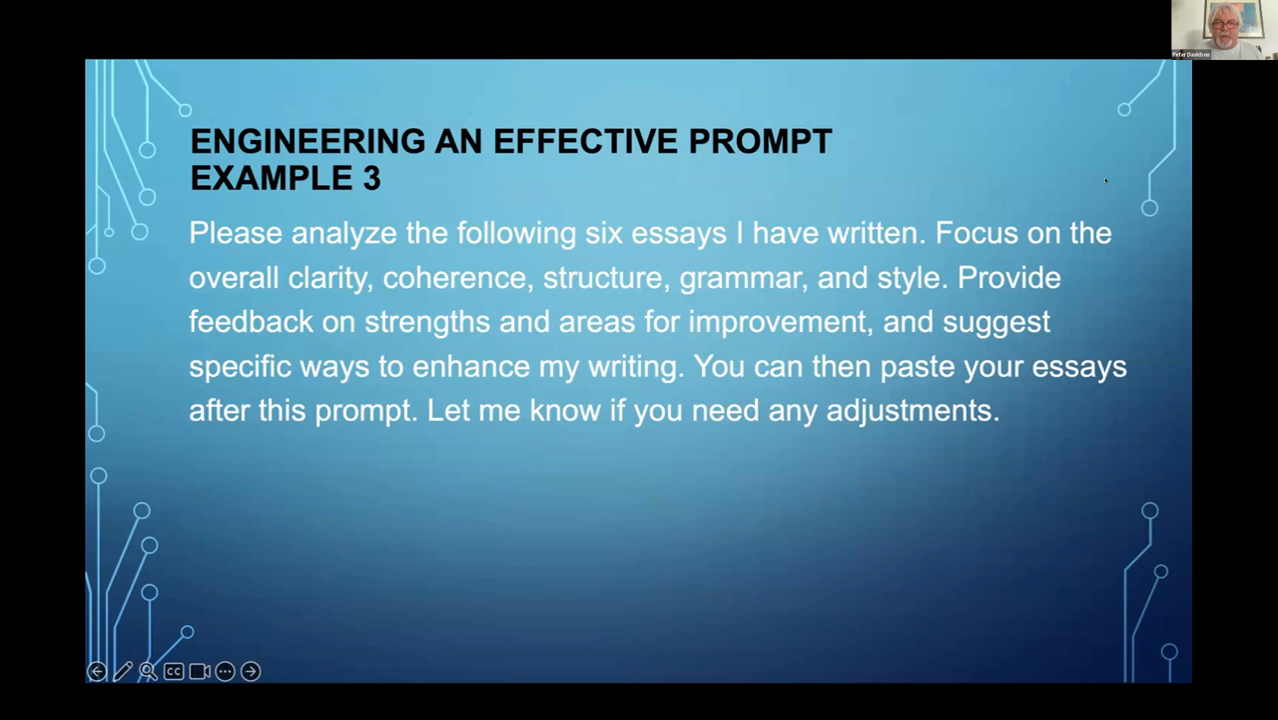 Peter Davidson
ENGINEERING AN EFFECTIVE PROMPT
EXAMPLE 3
Please analyze the following six essays I have written. Focus on the
overall clarity, coherence, structure, grammar, and style. Provide
feedback on strengths and areas for improvement, and suggest
specific ways to enhance my writing. You can then paste your essays
after this prompt. Let me know if you need any adjustments.
CC